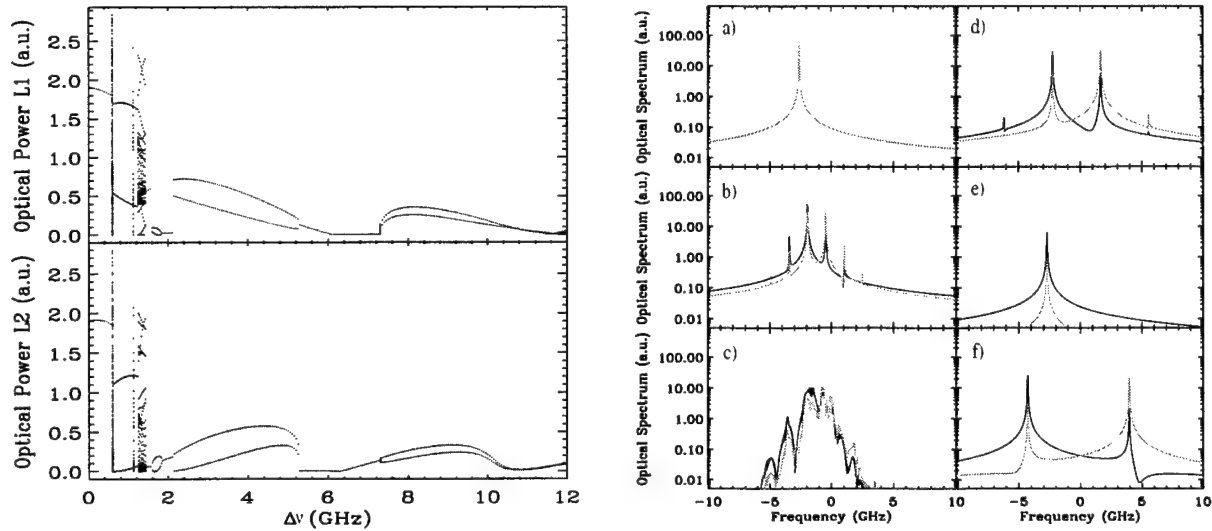 Optical Power L1 (a.u.)
2.5
2.0
1.5
1.0
0.5
0.0
Optical Power L2 (a.u.)
2.5
2.0
1.5
1.0
0.5
0.0
0 2 4 6 8 10 12
Δν (GHz)
Optical Spectrum (a.u.)
100.00
10.00
1.00
0.10
0.01
a)
d)
Optical Spectrum (a.u.)
100.00
10.00
1.00
0.10
0.01
b)
e)
Optical Spectrum (a.u.)
100.00
10.00
1.00
0.10
0.01
c)
f)
-10 -5 0 5 10 -5 0 5 10
Frequency (GHz) Frequency (GHz)